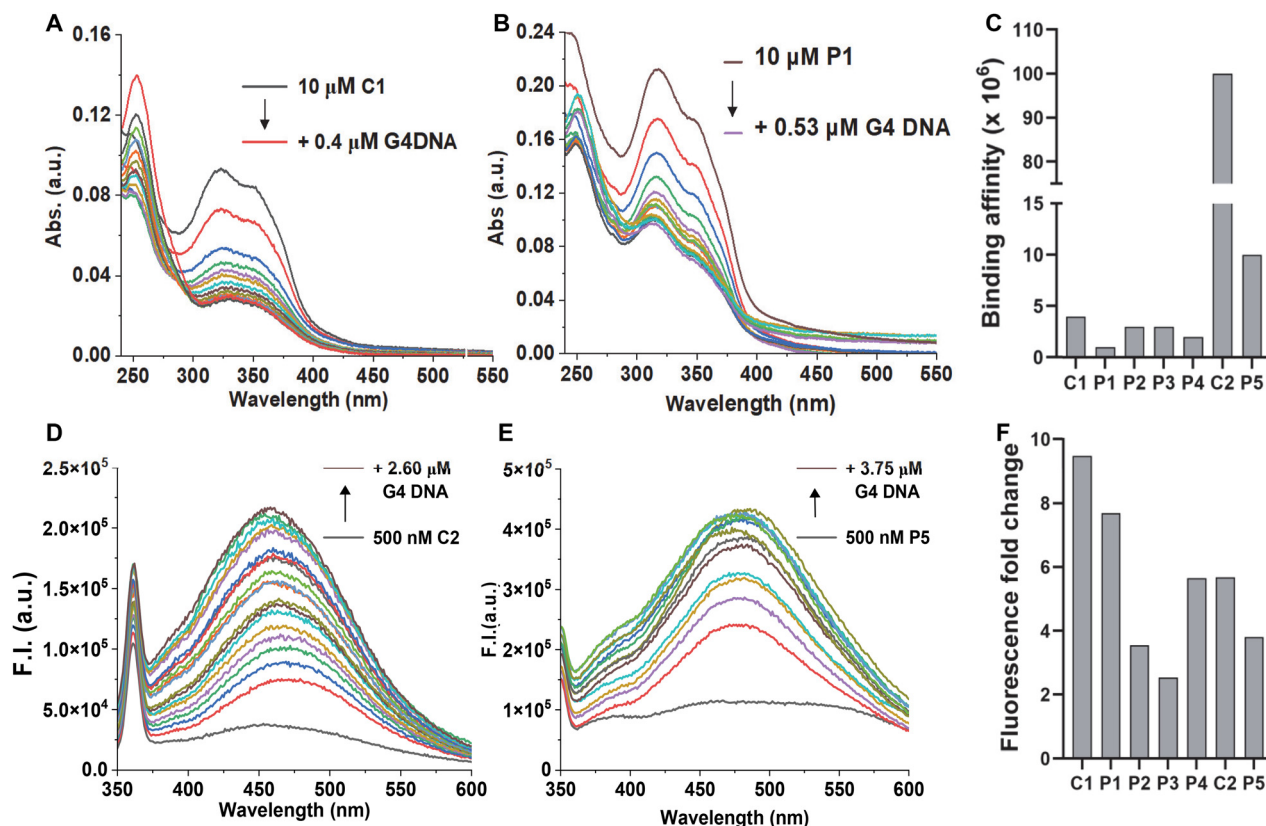 A
0.16
0.12
0.08
0.04
0.00
Abs. (a.u.)
10 µM C1
+ 0.4 µM G4DNA
250 300 350 400 450 500 550
Wavelength (nm)
B
0.24
0.20
0.16
0.12
0.08
0.04
0.00
Abs (a.u.)
10 µM P1
+ 0.53 µM G4 DNA
250 300 350 400 450 500 550
Wavelength (nm)
C
110
100
90
80
15
10
5
0
Binding affinity (x 10⁶)
C1 P1 P2 P3 P4 C2 P5
D
2.5×10⁵
2.0×10⁵
1.5×10⁵
1.0×10⁵
5.0×10⁴
0.0
F.I. (a.u.)
+ 2.60 µM
G4 DNA
500 nM C2
350 400 450 500 550 600
Wavelength (nm)
E
5×10⁵
4×10⁵
3×10⁵
2×10⁵
1×10⁵
0
F.I.(a.u.)
+ 3.75 µM
G4 DNA
500 nM P5
350 400 450 500 550 600
Wavelength (nm)
F
10
8
6
4
2
0
Fluorescence fold change
C1 P1 P2 P3 P4 C2 P5